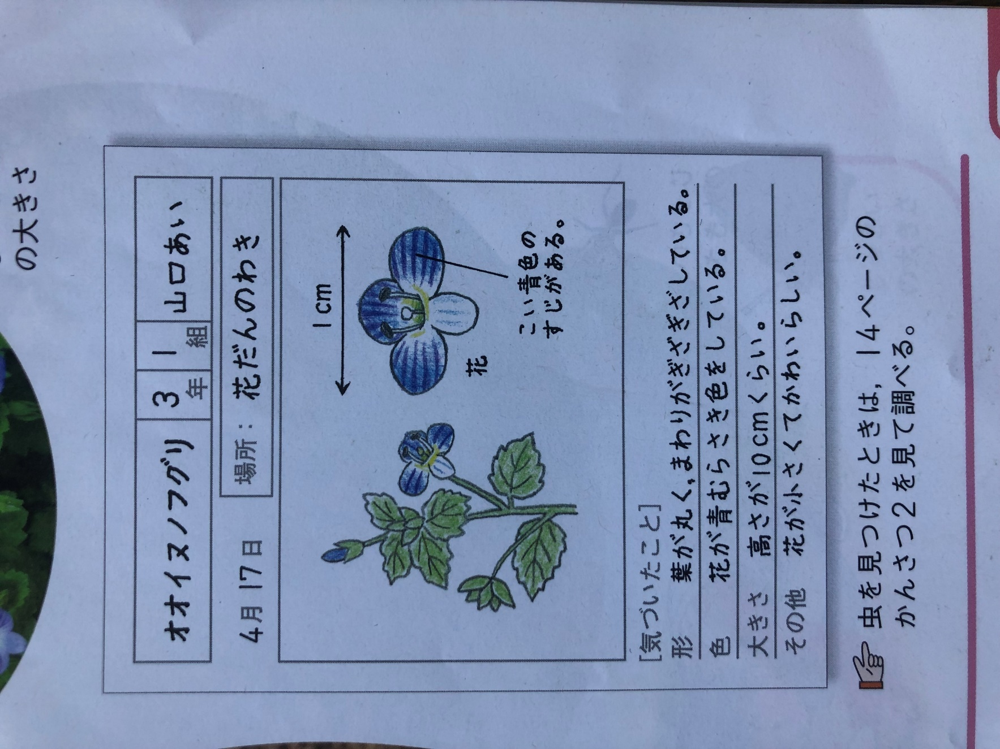 の大きさ
オオイヌノフグリ 3年 1組 山口あい
4月17日 場所： 花だんのわき
1cm
花
こい青色の
すじがある。
[気づいたこと]
形 葉が丸く，まわりがぎざぎざしている。
色 花が青むらさき色をしている。
大きさ 高さが10cmくらい。
その他 花が小さくてかわいらしい。
虫を見つけたときは，14ページの
かんさつ2を見て調べる。